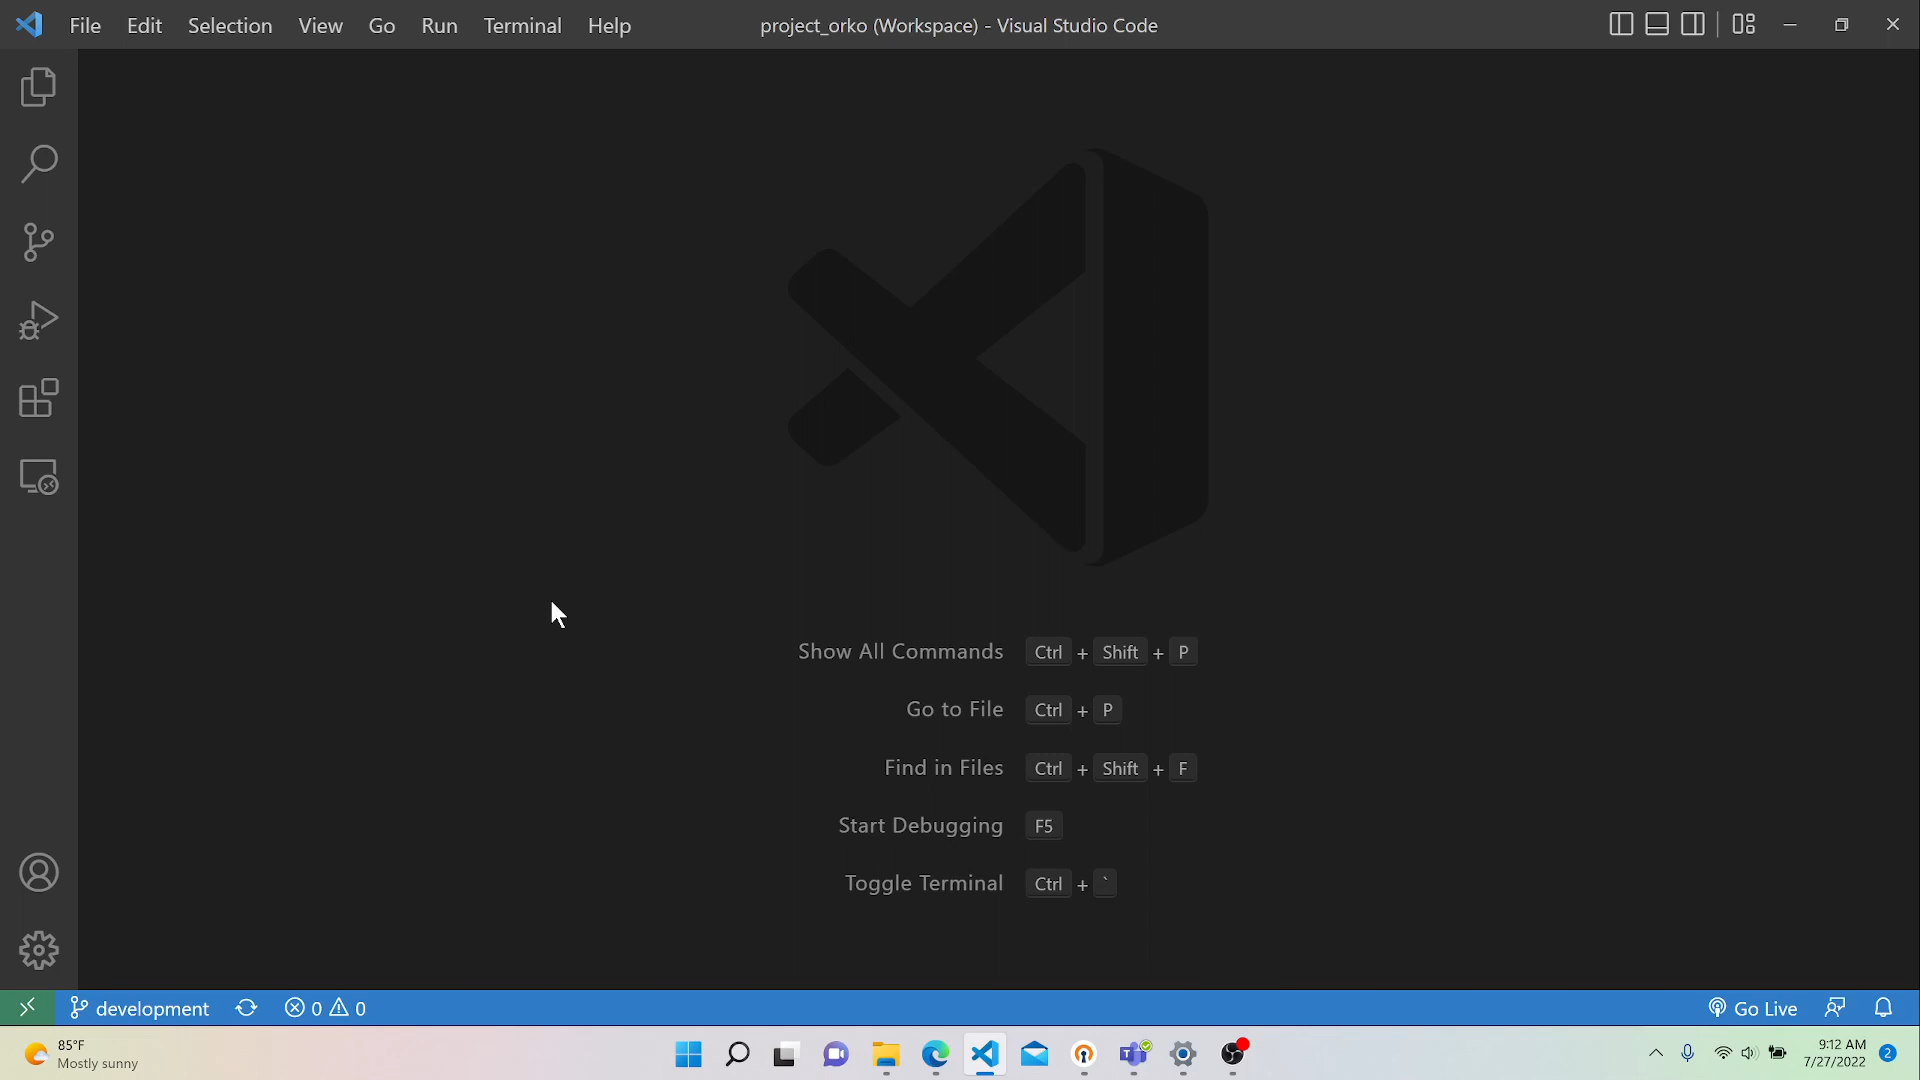 File Edit Selection View Go Run Terminal Help project_orko (Workspace) - Visual Studio Code
Show All Commands Ctrl + Shift + P
Go to File Ctrl + P
Find in Files Ctrl + Shift + F
Start Debugging F5
Toggle Terminal Ctrl + `
development 0 0 Go Live
85°F
Mostly sunny
9:12 AM
7/27/2022
2